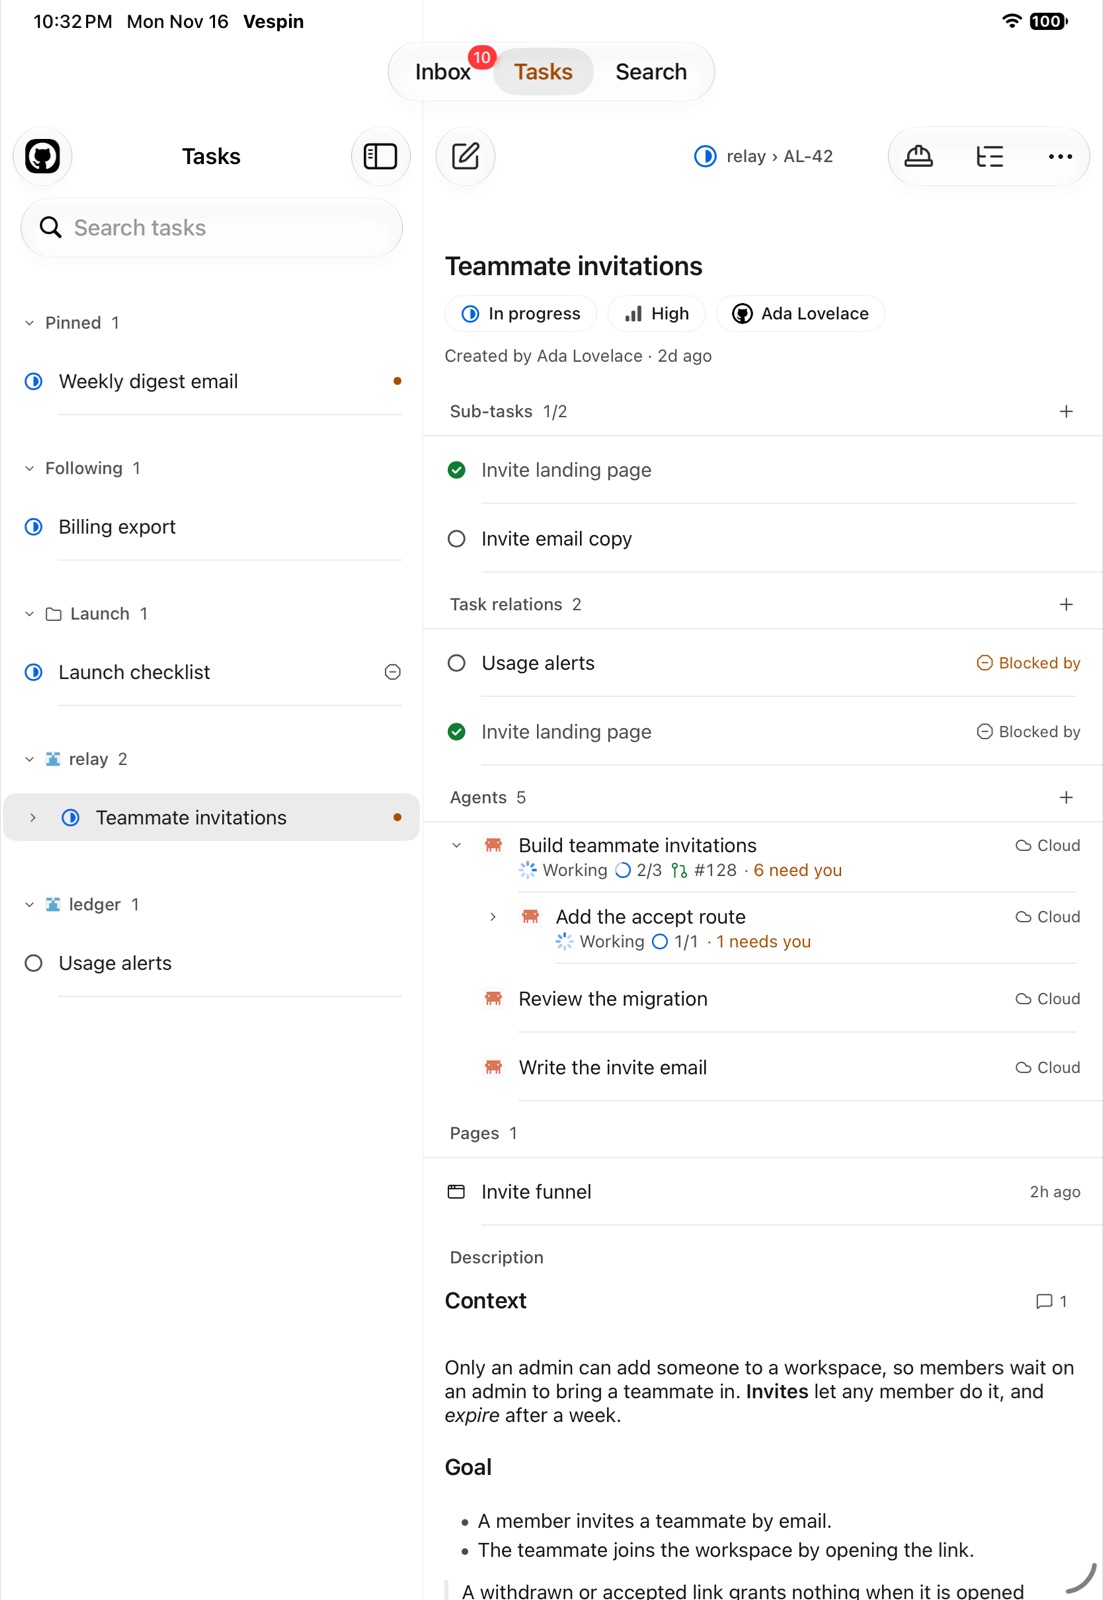 10:32 PM Mon Nov 16 Vespin
100
Inbox 10 Tasks Search
Tasks
Search tasks
Pinned 1
Weekly digest email
Following 1
Billing export
Launch 1
Launch checklist
relay 2
Teammate invitations
ledger 1
Usage alerts
relay › AL-42
Teammate invitations
In progress High Ada Lovelace
Created by Ada Lovelace · 2d ago
Sub-tasks 1/2
Invite landing page
Invite email copy
Task relations 2
Usage alerts Blocked by
Invite landing page Blocked by
Agents 5
Build teammate invitations Cloud
Working 2/3 #128 · 6 need you
Add the accept route Cloud
Working 1/1 · 1 needs you
Review the migration Cloud
Write the invite email Cloud
Pages 1
Invite funnel 2h ago
Description
Context 1
Only an admin can add someone to a workspace, so members wait on
an admin to bring a teammate in. Invites let any member do it, and
expire after a week.
Goal
• A member invites a teammate by email.
• The teammate joins the workspace by opening the link.
A withdrawn or accepted link grants nothing when it is opened